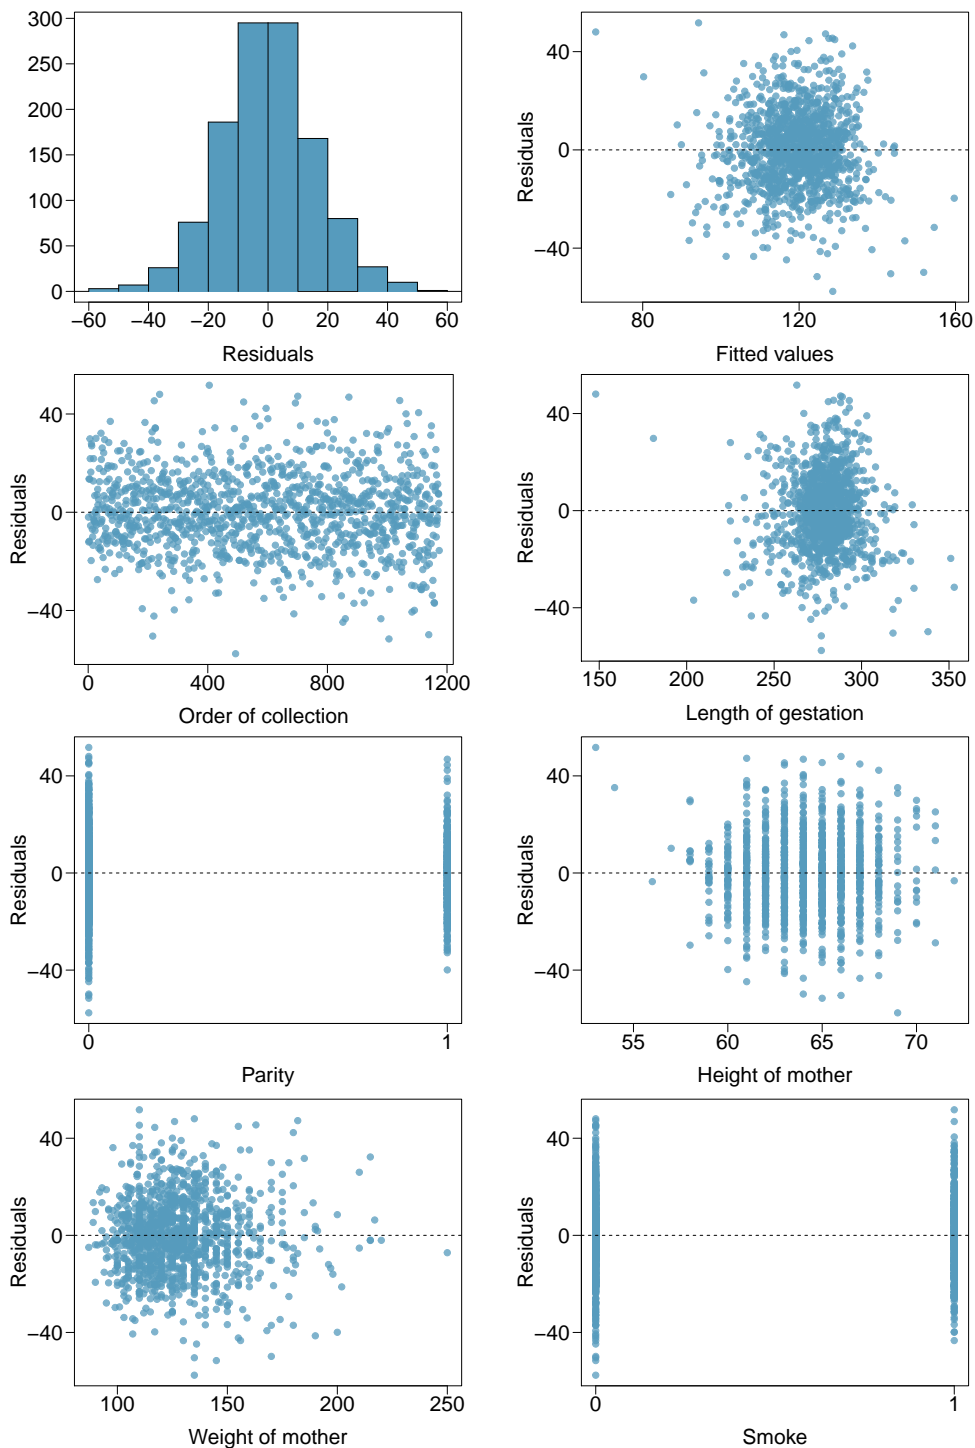 300
250
200
150
100
50
0
−60 −40 −20 0 20 40 60
Residuals
Residuals
40
0
−40
80 120 160
Fitted values
Residuals
40
0
−40
0 400 800 1200
Order of collection
Residuals
40
0
−40
150 200 250 300 350
Length of gestation
Residuals
40
0
−40
0 1
Parity
Residuals
40
0
−40
55 60 65 70
Height of mother
Residuals
40
0
−40
100 150 200 250
Weight of mother
Residuals
40
0
−40
0 1
Smoke